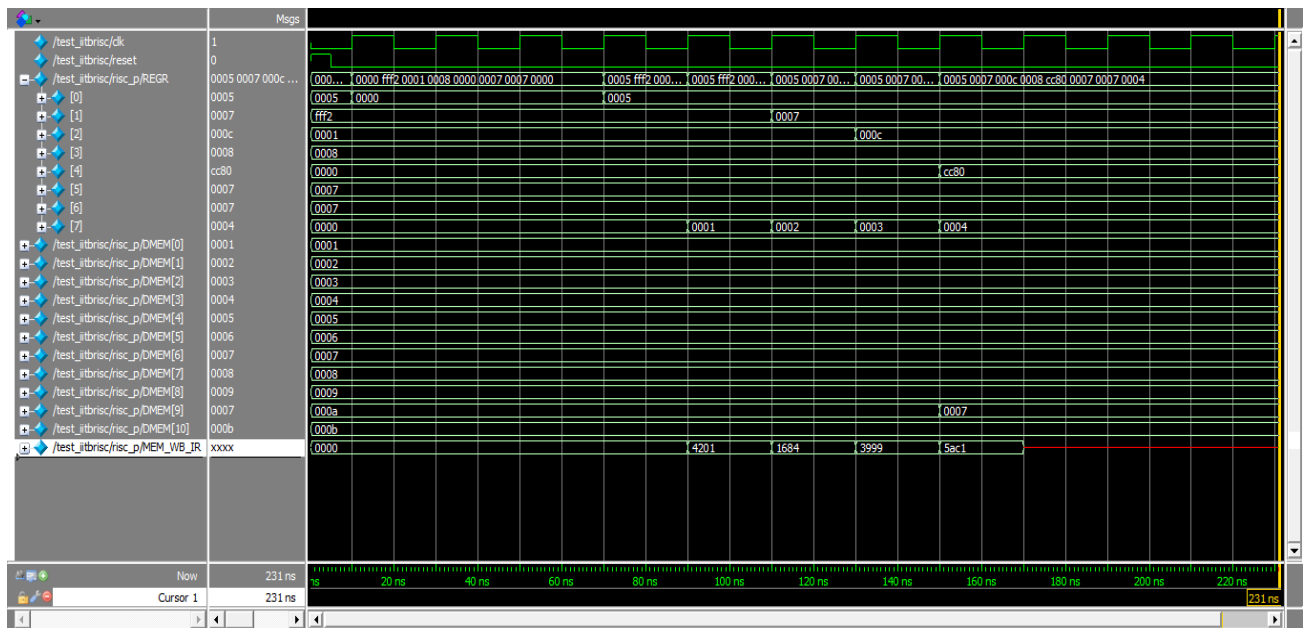 Msgs
/test_iitbrisc/clk 1
/test_iitbrisc/reset 0
/test_iitbrisc/risc_p/REGR 0005 0007 000c ... 000... 0000 fff2 0001 0008 0000 0007 0007 0000 0005 fff2 000... 0005 fff2 000... 0005 0007 00... 0005 0007 00... 0005 0007 000c 0008 cc80 0007 0007 0004
[0] 0005 0005 0000 0005
[1] 0007 fff2 0007
[2] 000c 0001 000c
[3] 0008 0008
[4] cc80 0000 cc80
[5] 0007 0007
[6] 0007 0007
[7] 0004 0000 0001 0002 0003 0004
/test_iitbrisc/risc_p/DMEM[0] 0001 0001
/test_iitbrisc/risc_p/DMEM[1] 0002 0002
/test_iitbrisc/risc_p/DMEM[2] 0003 0003
/test_iitbrisc/risc_p/DMEM[3] 0004 0004
/test_iitbrisc/risc_p/DMEM[4] 0005 0005
/test_iitbrisc/risc_p/DMEM[5] 0006 0006
/test_iitbrisc/risc_p/DMEM[6] 0007 0007
/test_iitbrisc/risc_p/DMEM[7] 0008 0008
/test_iitbrisc/risc_p/DMEM[8] 0009 0009
/test_iitbrisc/risc_p/DMEM[9] 0007 000a 0007
/test_iitbrisc/risc_p/DMEM[10] 000b 000b
/test_iitbrisc/risc_p/MEM_WB_IR xxxx 0000 4201 1684 3999 5ac1
Now 231 ns ns 20 ns 40 ns 60 ns 80 ns 100 ns 120 ns 140 ns 160 ns 180 ns 200 ns 220 ns
Cursor 1 231 ns 231 ns